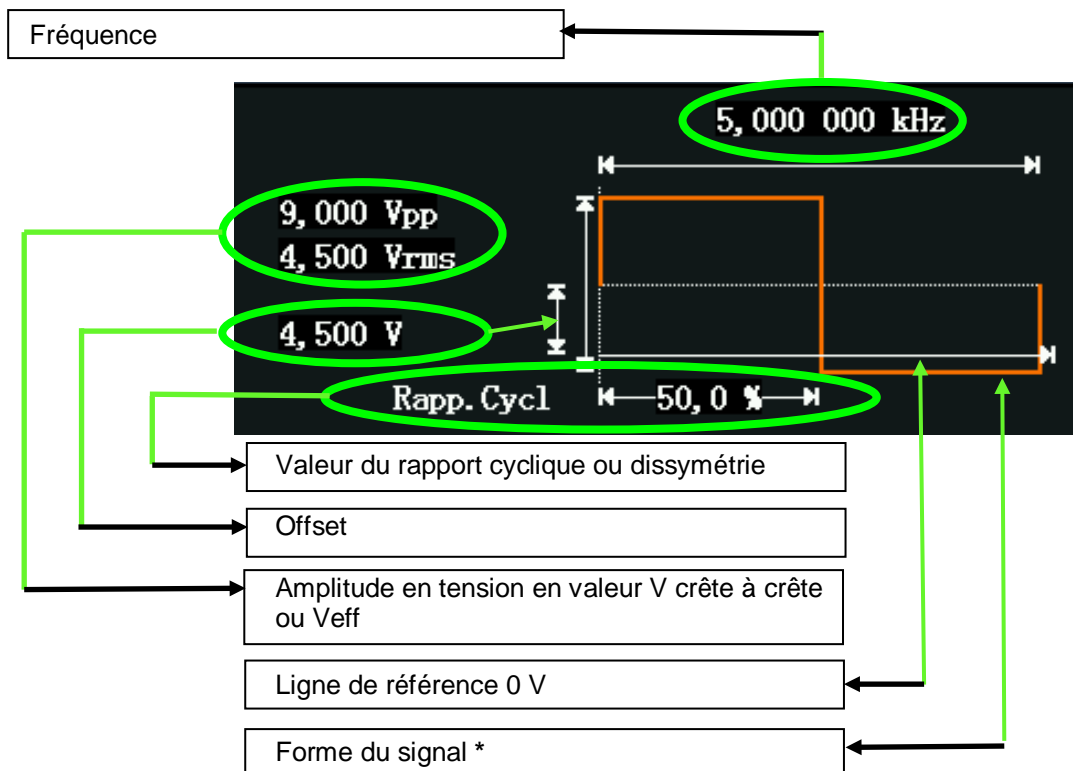 Fréquence
5,000 000 kHz
9,000 Vpp
4,500 Vrms
4,500 V
Rapp.Cycl
50,0 %
Valeur du rapport cyclique ou dissymétrie
Offset
Amplitude en tension en valeur V crête à crête
ou Veff
Ligne de référence 0 V
Forme du signal *